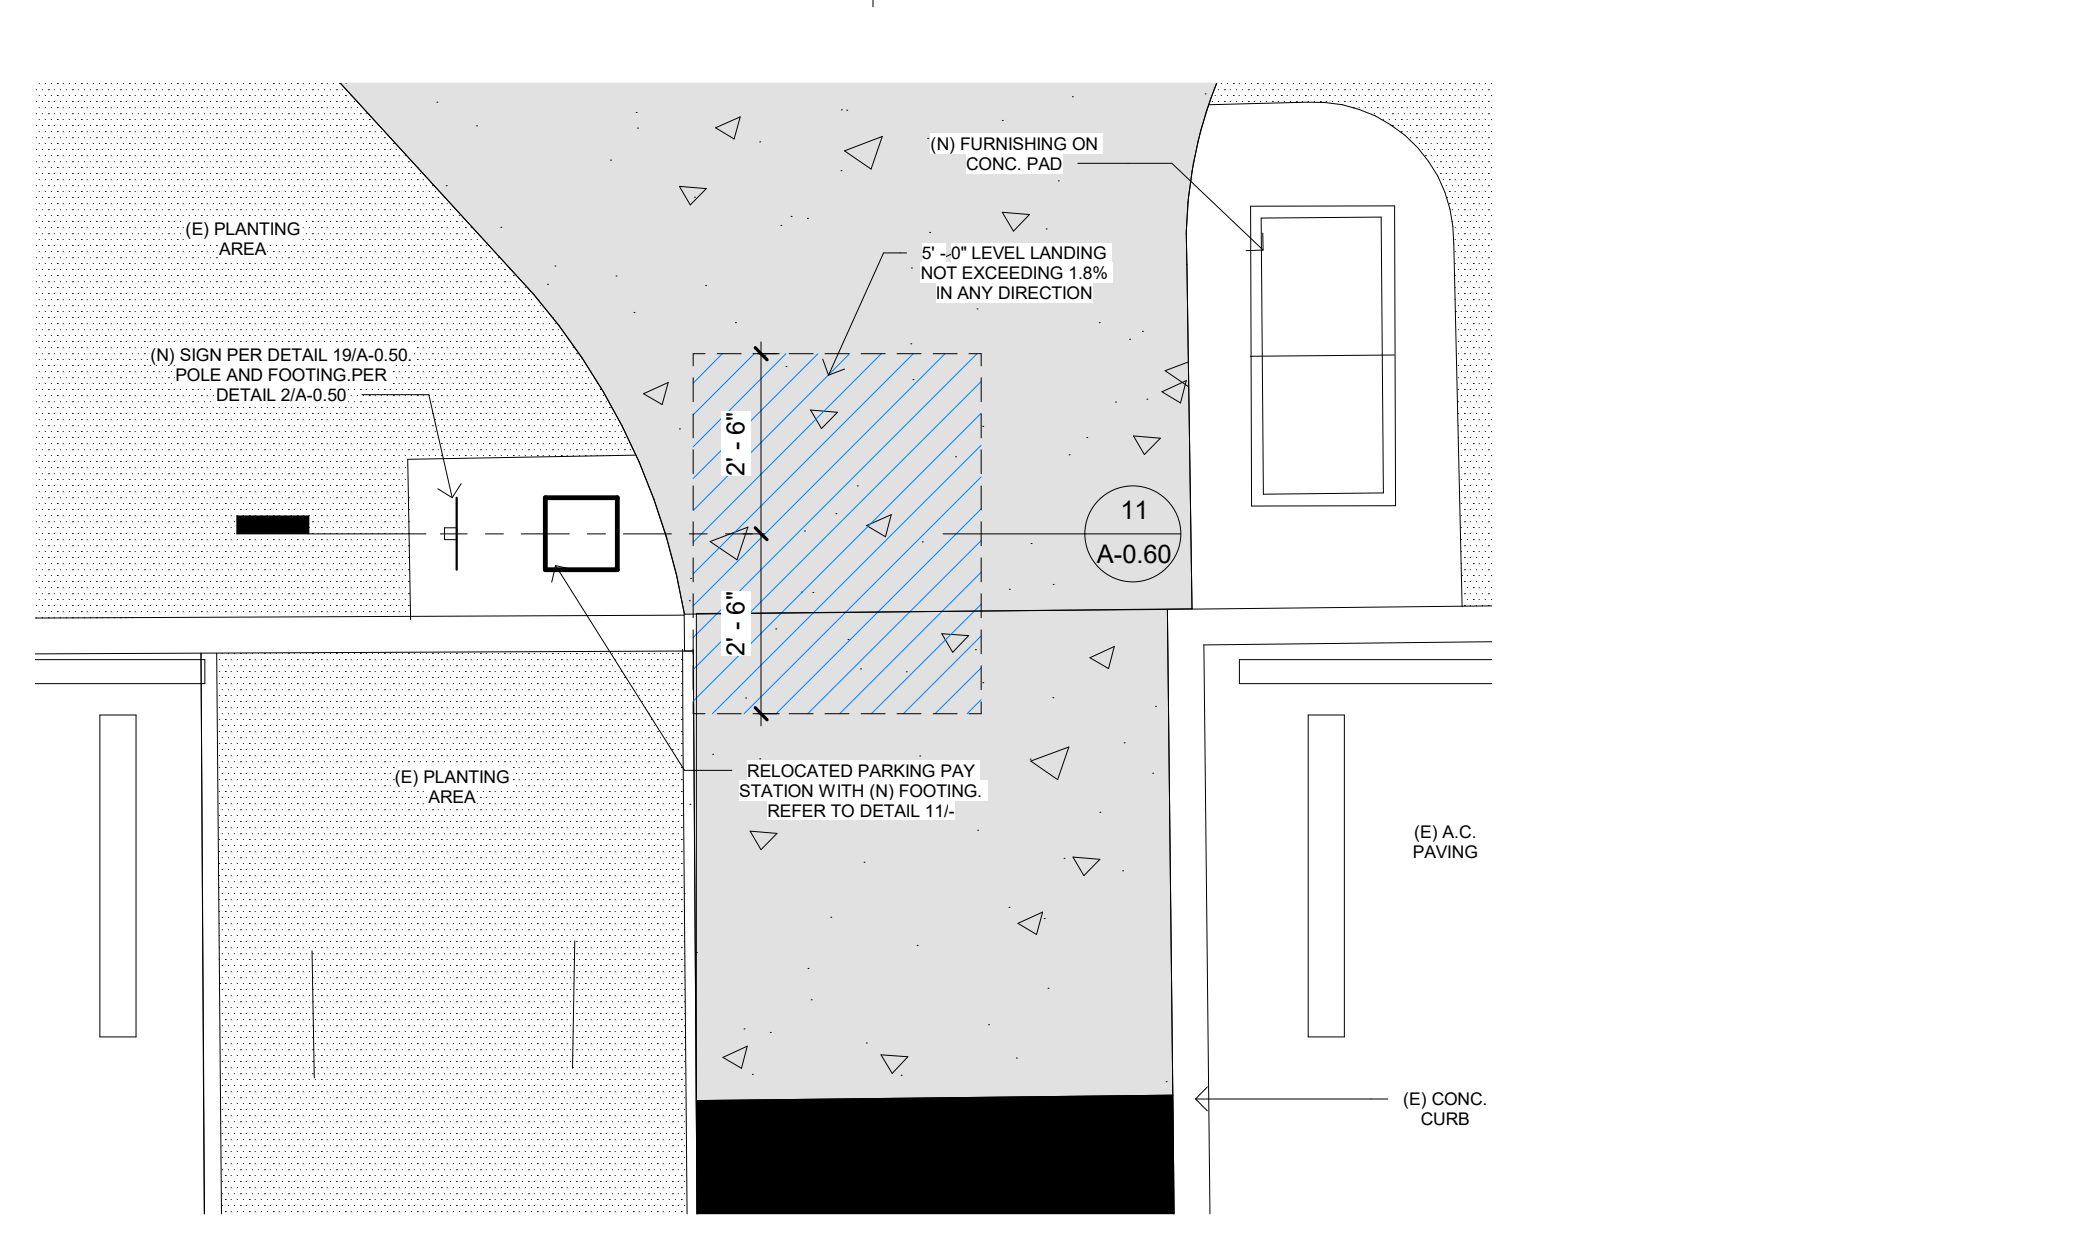 (N) FURNISHING ON
CONC. PAD
(E) PLANTING
AREA
5' - 0" LEVEL LANDING
NOT EXCEEDING 1.8%
IN ANY DIRECTION
(N) SIGN PER DETAIL 19/A-0.50.
POLE AND FOOTING.PER
DETAIL 2/A-0.50
2' - 6"
11
A-0.60
2' - 6"
(E) PLANTING
AREA
RELOCATED PARKING PAY
STATION WITH (N) FOOTING.
REFER TO DETAIL 11/-
(E) A.C.
PAVING
(E) CONC.
CURB